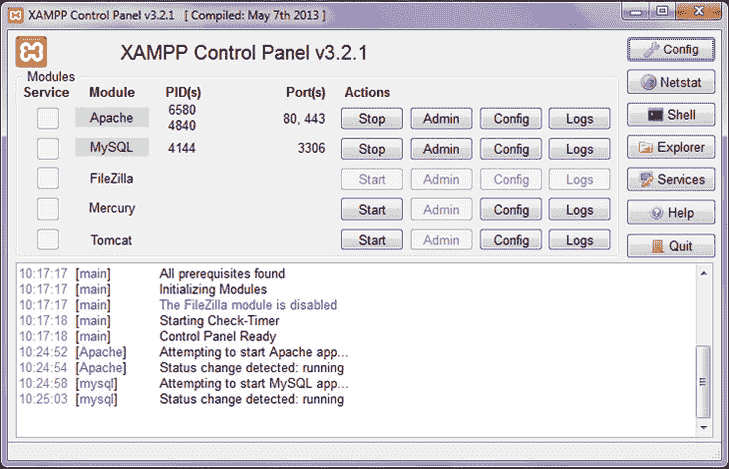 XAMPP Control Panel v3.2.1 [ Compiled: May 7th 2013 ]
XAMPP Control Panel v3.2.1
Config
Modules
Service Module PID(s) Port(s) Actions
Netstat
Apache 6580 4840 80, 443 Stop Admin Config Logs
Shell
MySQL 4144 3306 Stop Admin Config Logs
Explorer
FileZilla Start Admin Config Logs
Services
Mercury Start Admin Config Logs
Help
Tomcat Start Admin Config Logs
Quit
10:17:17 [main] All prerequisites found
10:17:17 [main] Initializing Modules
10:17:17 [main] The FileZilla module is disabled
10:17:18 [main] Starting Check-Timer
10:17:18 [main] Control Panel Ready
10:24:52 [Apache] Attempting to start Apache app...
10:24:54 [Apache] Status change detected: running
10:24:58 [mysql] Attempting to start MySQL app...
10:25:03 [mysql] Status change detected: running